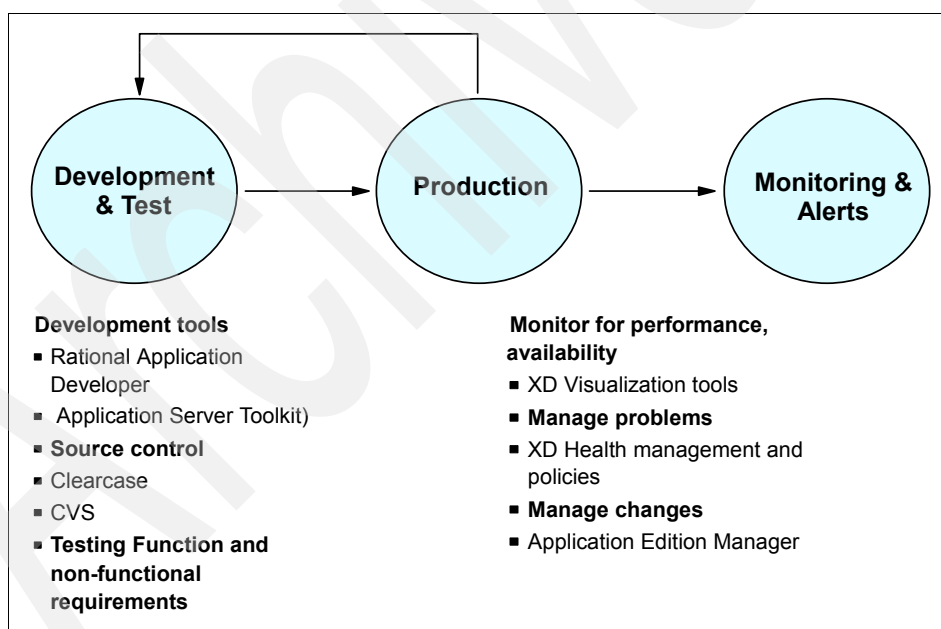 Development
& Test
Production
Monitoring &
Alerts
Development tools
▪ Rational Application
Developer
▪ Application Server Toolkit)
▪ Source control
▪ Clearcase
▪ CVS
▪ Testing Function and
non-functional
requirements
Monitor for performance,
availability
▪ XD Visualization tools
▪ Manage problems
▪ XD Health management and
policies
▪ Manage changes
▪ Application Edition Manager